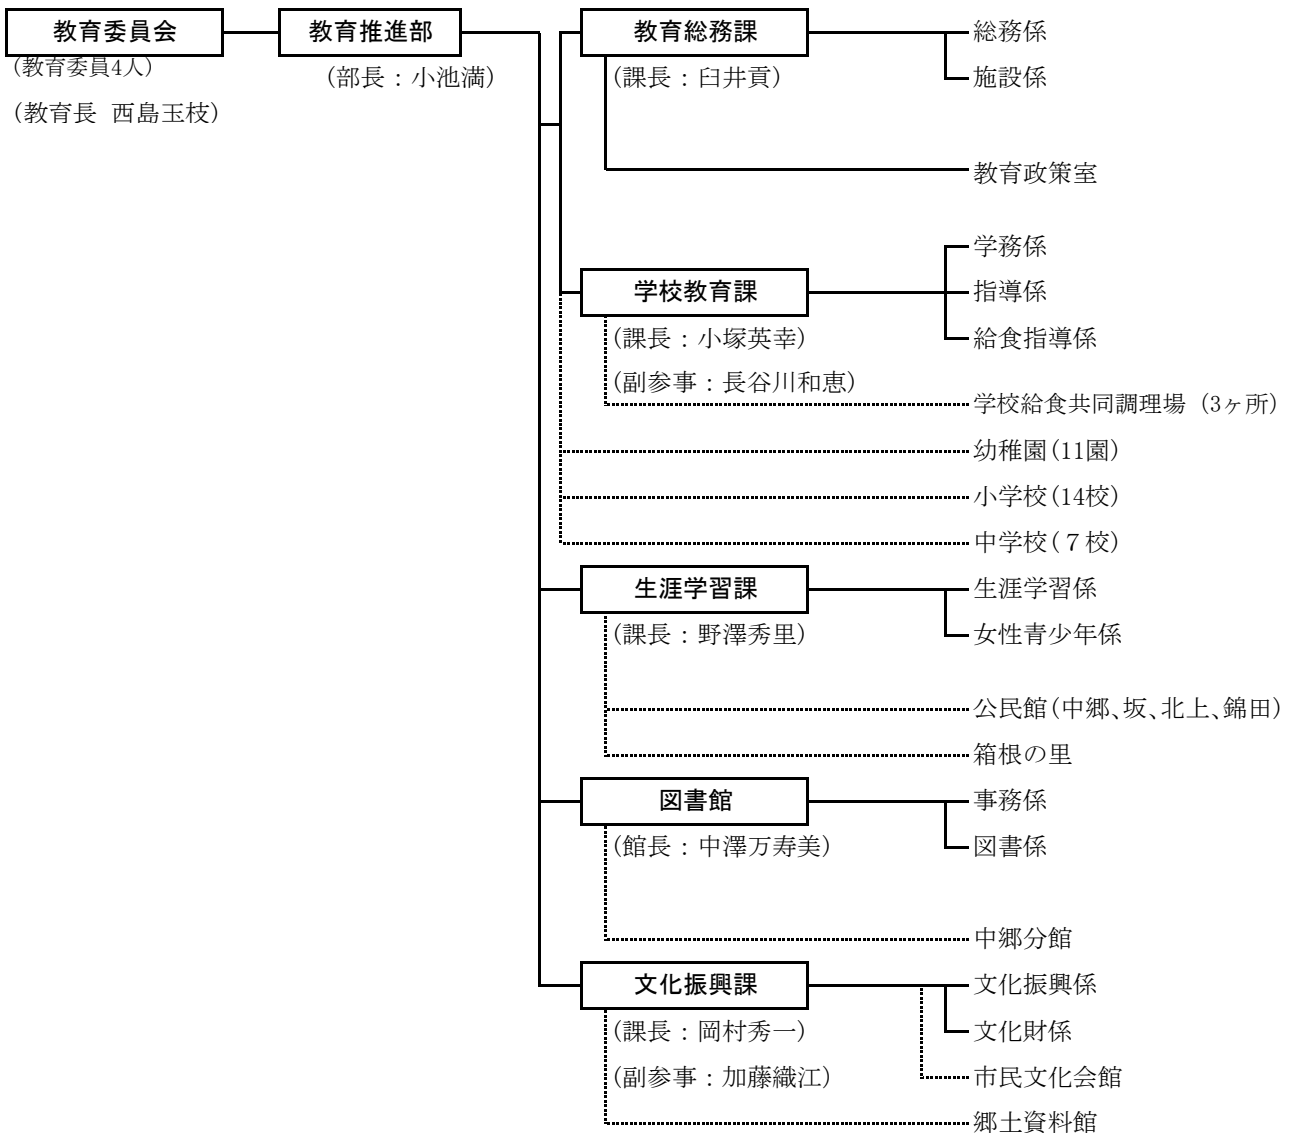 教育委員会 教育推進部 教育総務課 総務係
(教育委員4人) (部長：小池満) (課長：臼井貢) 施設係
(教育長 西島玉枝)
教育政策室
学務係
学校教育課 指導係
(課長：小塚英幸) 給食指導係
(副参事：長谷川和恵)
学校給食共同調理場 (3ヶ所)
幼稚園(11園)
小学校(14校)
中学校(７校)
生涯学習課 生涯学習係
(課長：野澤秀里) 女性青少年係
公民館(中郷、坂、北上、錦田)
箱根の里
図書館 事務係
(館長：中澤万寿美) 図書係
中郷分館
文化振興課 文化振興係
(課長：岡村秀一) 文化財係
(副参事：加藤織江) 市民文化会館
郷土資料館